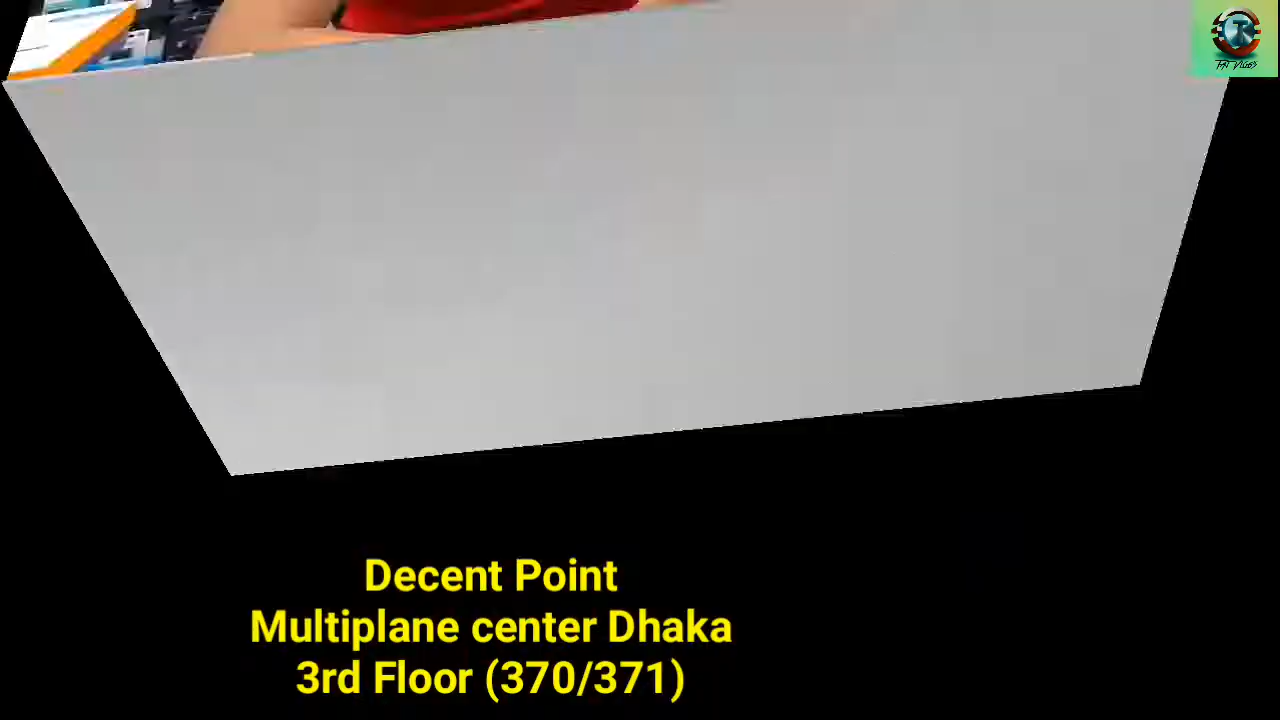 Decent Point
Multiplane center Dhaka
3rd Floor (370/371)